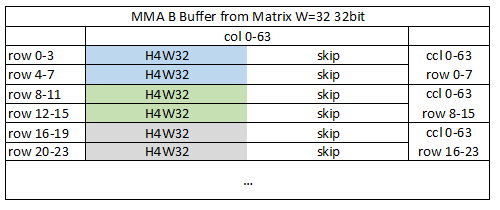 MMA B Buffer from Matrix W=32 32bit
col 0-63
row 0-3 H4W32 skip ccl 0-63
row 4-7 H4W32 skip row 0-7
row 8-11 H4W32 skip ccl 0-63
row 12-15 H4W32 skip row 8-15
row 16-19 H4W32 skip ccl 0-63
row 20-23 H4W32 skip row 16-23
...